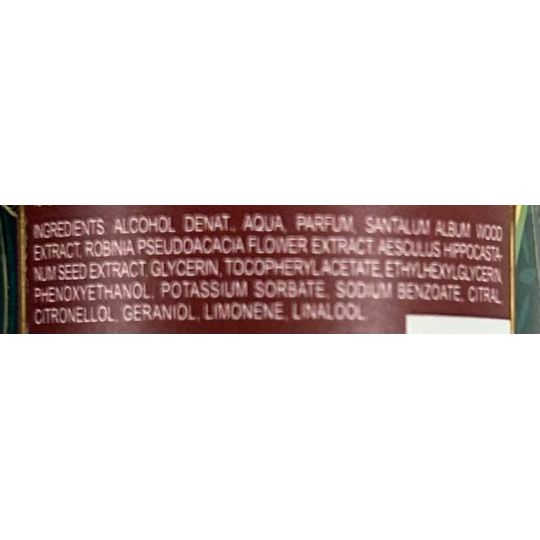 INGREDIENTS: ALCOHOL DENAT., AQUA, PARFUM, SANTALUM ALBUM WOOD
EXTRACT, ROBINIA PSEUDOACACIA FLOWER EXTRACT, AESCULUS HIPPOCASTA-
NUM SEED EXTRACT, GLYCERIN, TOCOPHERYL ACETATE, ETHYLHEXYLGLYCERIN,
PHENOXYETHANOL, POTASSIUM SORBATE, SODIUM BENZOATE, CITRAL,
CITRONELLOL, GERANIOL, LIMONENE, LINALOOL